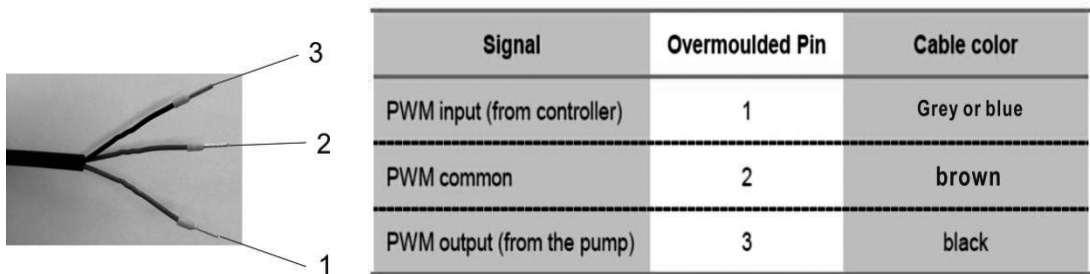 3
2
1
Signal Overmoulded Pin Cable color
PWM input (from controller) 1 Grey or blue
PWM common 2 brown
PWM output (from the pump) 3 black